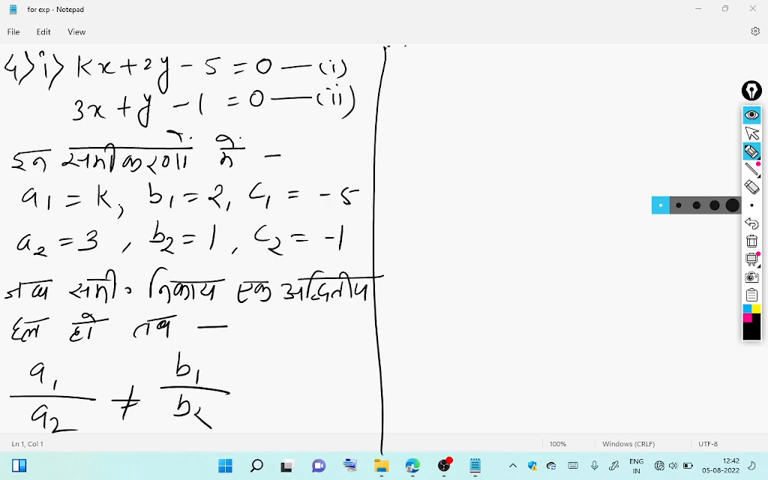 for exp - Notepad
File Edit View
4) i) kx + 2y - 5 = 0 — (i)
3x + y - 1 = 0 — (ii)
इन समीकरणों में -
a₁ = k, b₁ = 2, c₁ = -5
a₂ = 3, b₂ = 1, c₂ = -1
जब समी॰ निकाय एक अद्वितीय
हल हो तब —
a₁/a₂ ≠ b₁/b₂
Ln 1, Col 1 100% Windows (CRLF) UTF-8
ENG 12:42
IN 05-08-2022